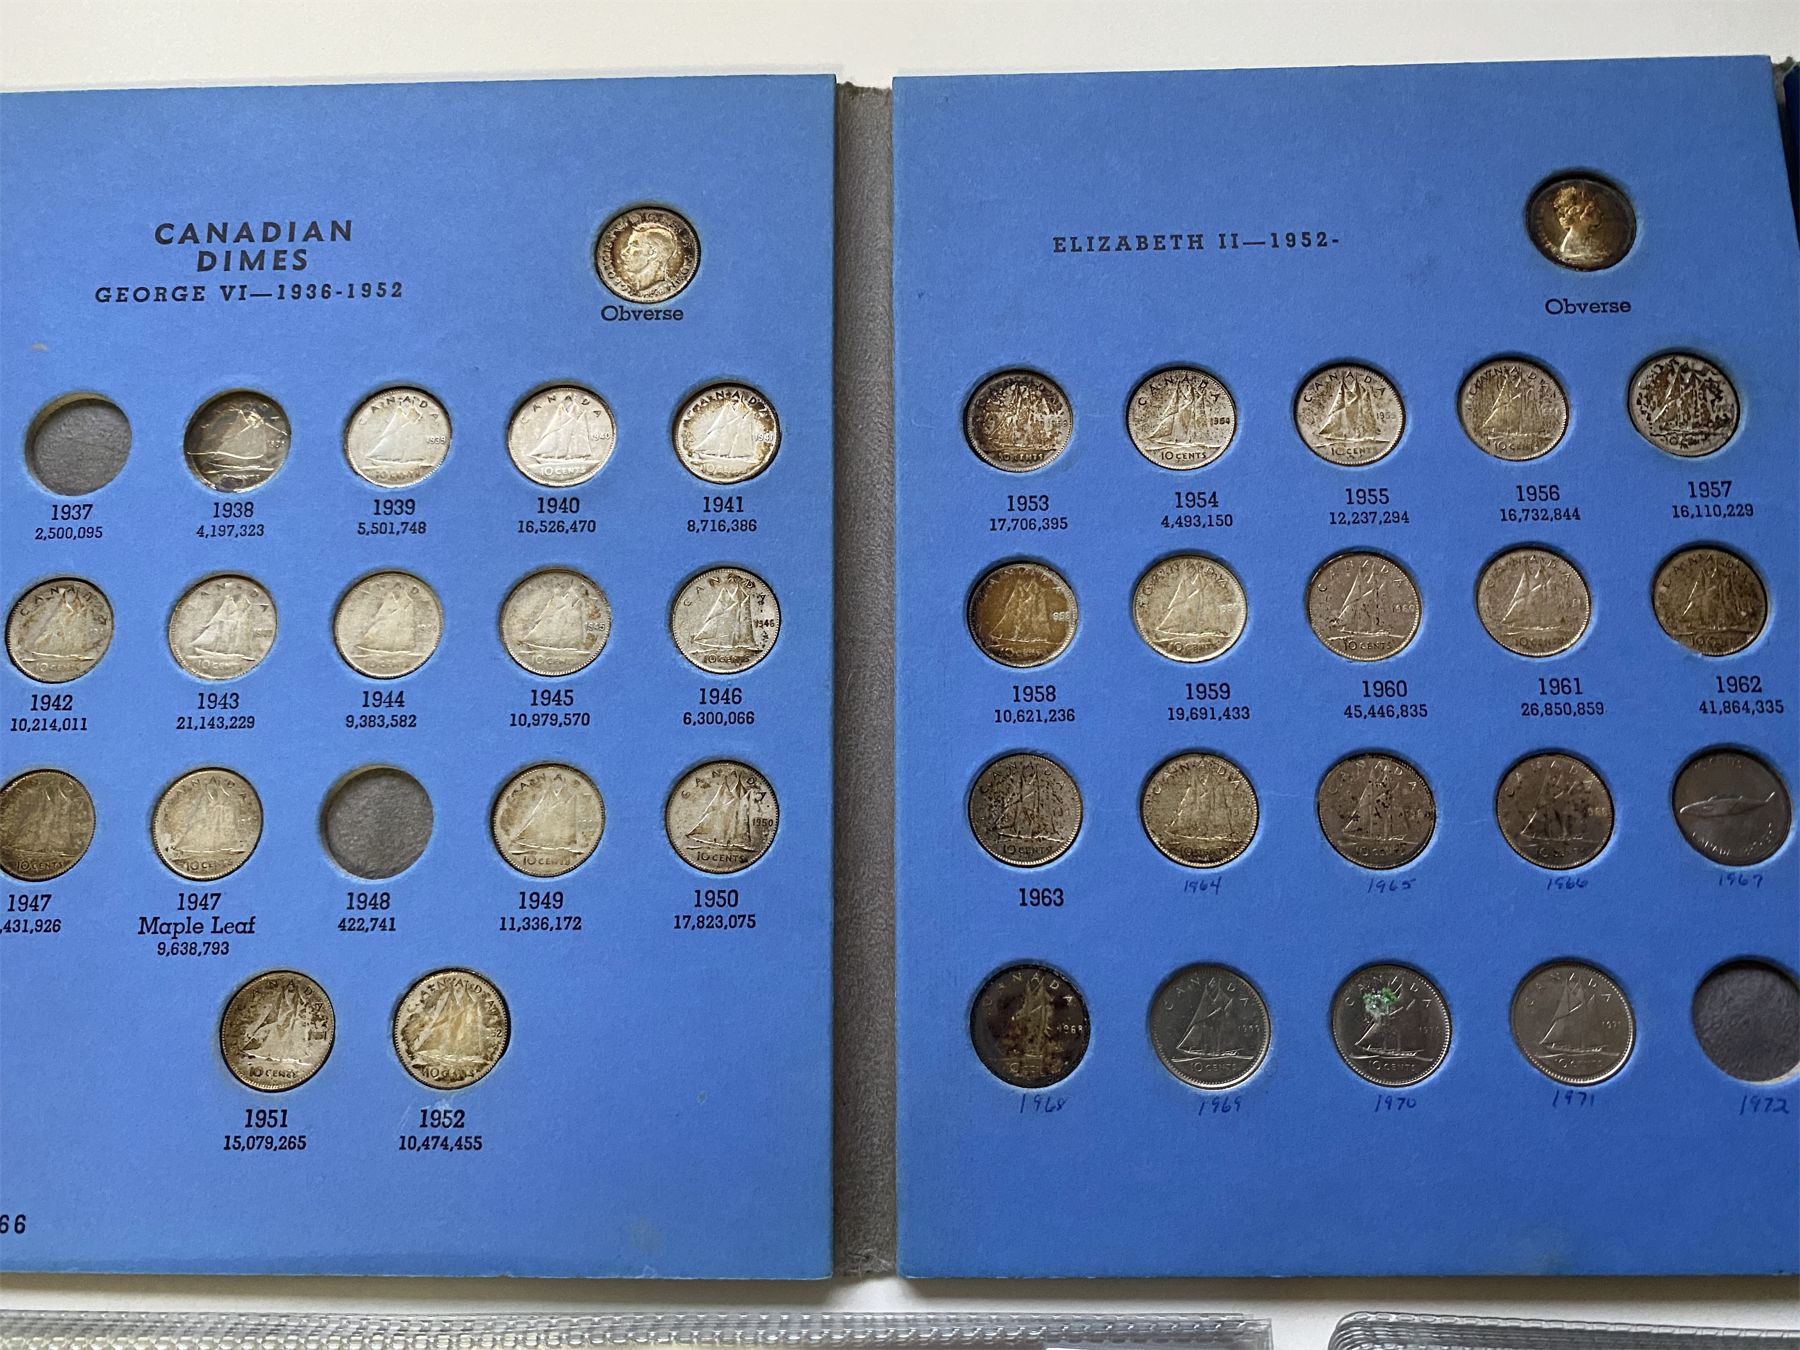 CANADIAN
DIMES
GEORGE VI—1936-1952
Obverse
1937 1938 1939 1940 1941
2,500,095 4,197,323 5,501,748 16,526,470 8,716,386
1942 1943 1944 1945 1946
10,214,011 21,143,229 9,383,582 10,979,570 6,300,066
1947 1947 1948 1949 1950
,431,926 Maple Leaf 422,741 11,336,172 17,823,075
9,638,793
1951 1952
15,079,265 10,474,455
66
ELIZABETH II—1952-
Obverse
1953 1954 1955 1956 1957
17,706,395 4,493,150 12,237,294 16,732,844 16,110,229
1958 1959 1960 1961 1962
10,621,236 19,691,433 45,446,835 26,850,859 41,864,335
1963 1964 1965 1966 1967
1968 1969 1970 1971 1972